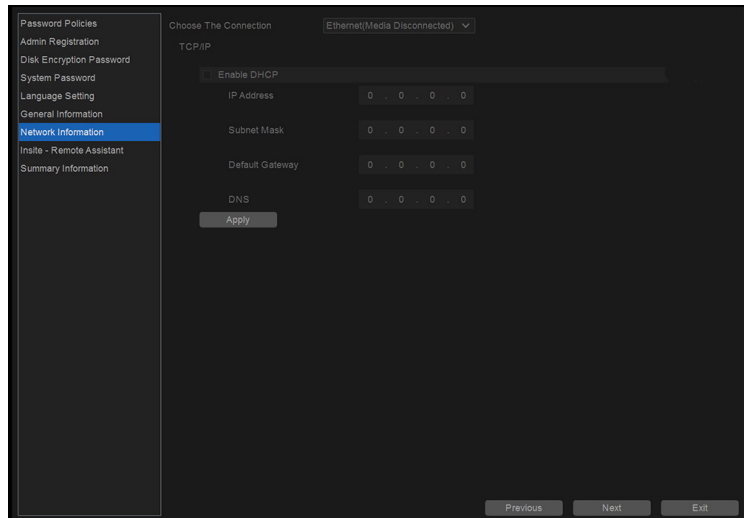 Password Policies
Admin Registration
Disk Encryption Password
System Password
Language Setting
General Information
Network Information
Insite - Remote Assistant
Summary Information
Choose The Connection
Ethernet(Media Disconnected)
TCP/IP
Enable DHCP
IP Address 0 . 0 . 0 . 0
Subnet Mask 0 . 0 . 0 . 0
Default Gateway 0 . 0 . 0 . 0
DNS 0 . 0 . 0 . 0
Apply
Previous Next Exit